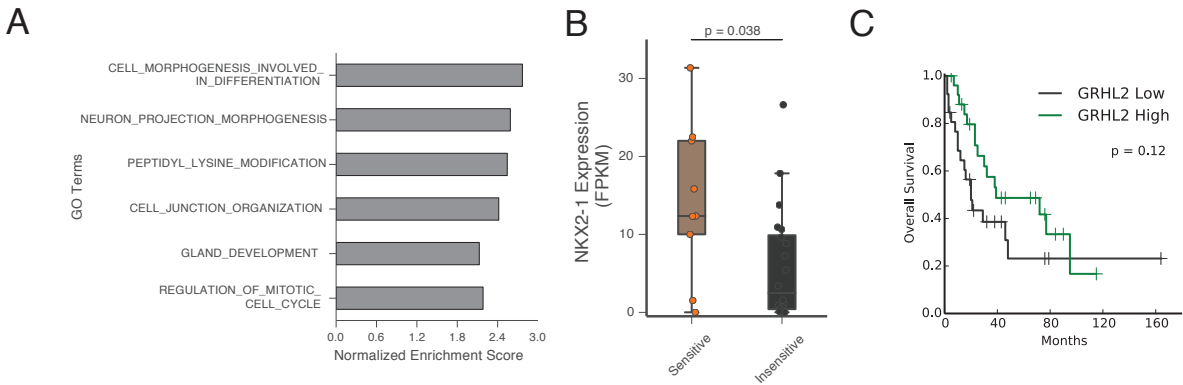 A
CELL_MORPHOGENESIS_INVOLVED_
IN_DIFFERENTIATION
NEURON_PROJECTION_MORPHOGENESIS
PEPTIDYL_LYSINE_MODIFICATION
CELL_JUNCTION_ORGANIZATION
GLAND_DEVELOPMENT
REGULATION_OF_MITOTIC_
CELL_CYCLE
GO Terms
0.0 0.6 1.2 1.8 2.4 3.0
Normalized Enrichment Score
B
p = 0.038
NKX2-1 Expression
(FPKM)
30
20
10
0
Sensitive
Insensitive
C
GRHL2 Low
GRHL2 High
p = 0.12
Overall Survival
1.0
0.8
0.6
0.4
0.2
0.0
0 40 80 120 160
Months